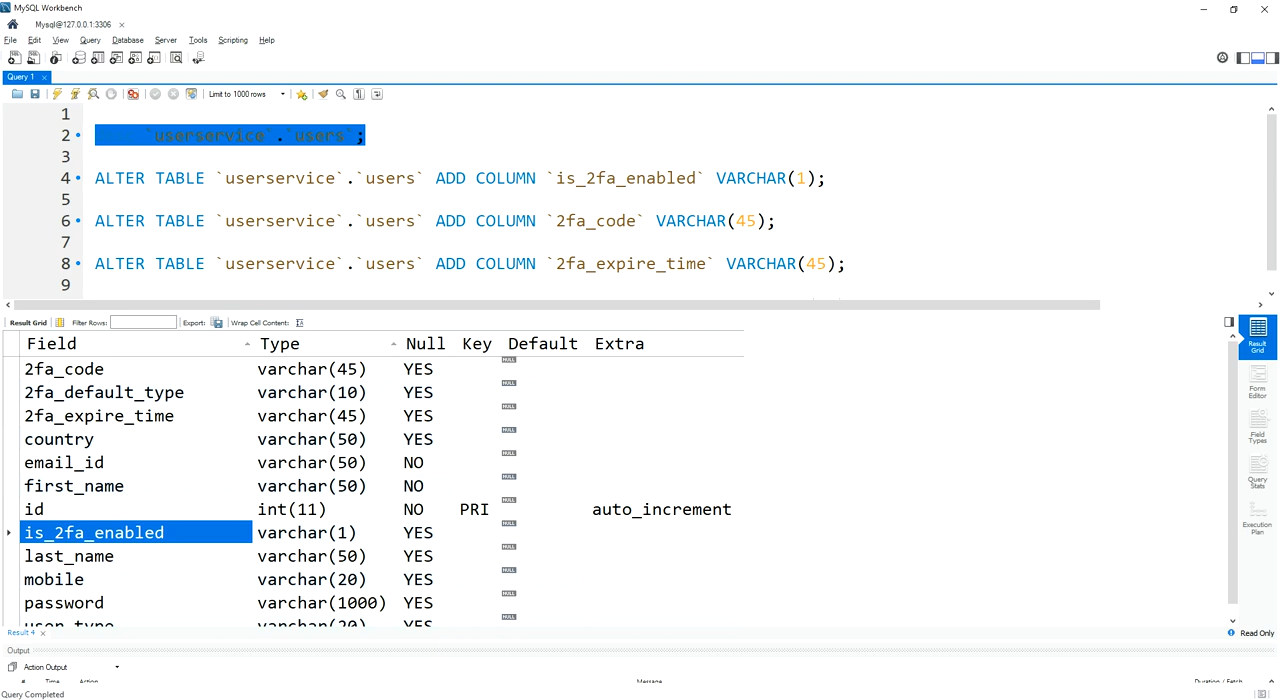 MySQL Workbench
Mysql@127.0.0.1:3306 ×
File Edit View Query Database Server Tools Scripting Help
Query 1 ×
Limit to 1000 rows
1
2 `userservice`.`users`;
3
4 ALTER TABLE `userservice`.`users` ADD COLUMN `is_2fa_enabled` VARCHAR(1);
5
6 ALTER TABLE `userservice`.`users` ADD COLUMN `2fa_code` VARCHAR(45);
7
8 ALTER TABLE `userservice`.`users` ADD COLUMN `2fa_expire_time` VARCHAR(45);
9
Result Grid Filter Rows: Export: Wrap Cell Content:
Field Type Null Key Default Extra
2fa_code varchar(45) YES NULL
2fa_default_type varchar(10) YES NULL
2fa_expire_time varchar(45) YES NULL
country varchar(50) YES NULL
email_id varchar(50) NO NULL
first_name varchar(50) NO NULL
id int(11) NO PRI NULL auto_increment
is_2fa_enabled varchar(1) YES NULL
last_name varchar(50) YES NULL
mobile varchar(20) YES NULL
password varchar(1000) YES NULL
user_type varchar(20) YES NULL
Result Grid
Form Editor
Field Types
Query Stats
Execution Plan
Result 4 × Read Only
Output
Action Output
# Time Action Message Duration / Fetch
Query Completed